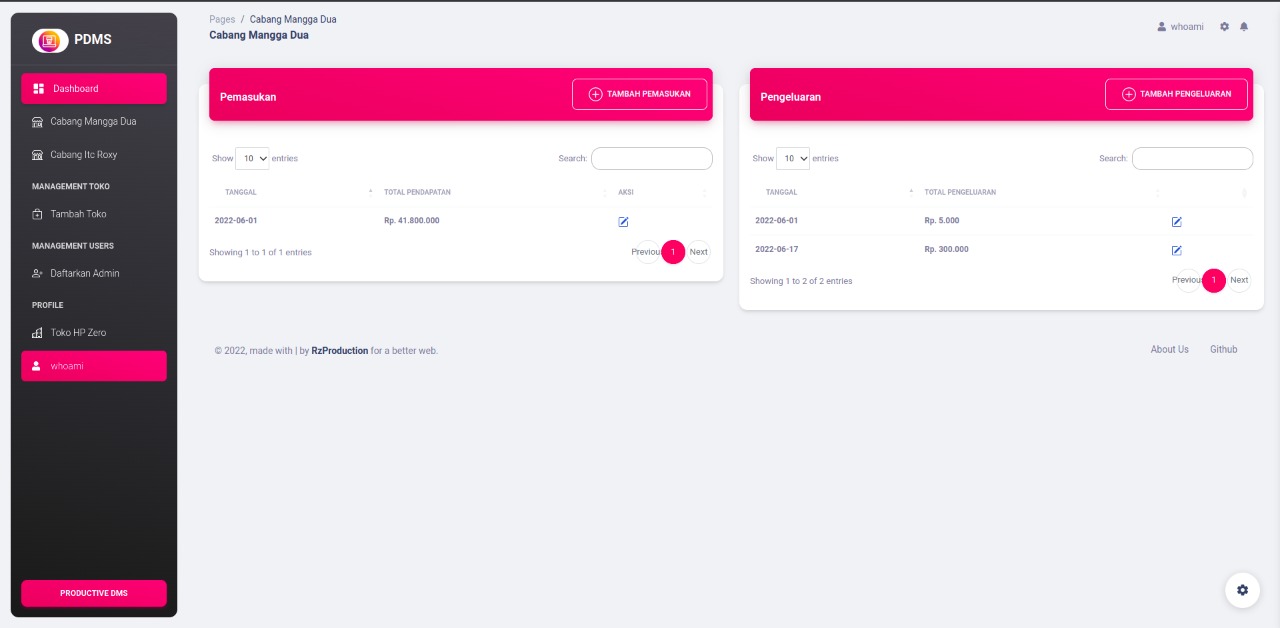 PDMS
Dashboard
Cabang Mangga Dua
Cabang Itc Roxy
MANAGEMENT TOKO
Tambah Toko
MANAGEMENT USERS
Daftarkan Admin
PROFILE
Toko HP Zero
whoami
PRODUCTIVE DMS
Pages / Cabang Mangga Dua
Cabang Mangga Dua
whoami
Pemasukan
TAMBAH PEMASUKAN
Show 10 entries
Search:
TANGGAL TOTAL PENDAPATAN AKSI
2022-06-01 Rp. 41.800.000
Showing 1 to 1 of 1 entries
Previous 1 Next
Pengeluaran
TAMBAH PENGELUARAN
Show 10 entries
Search:
TANGGAL TOTAL PENGELUARAN
2022-06-01 Rp. 5.000
2022-06-17 Rp. 300.000
Showing 1 to 2 of 2 entries
Previous 1 Next
© 2022, made with | by RzProduction for a better web.
About Us Github